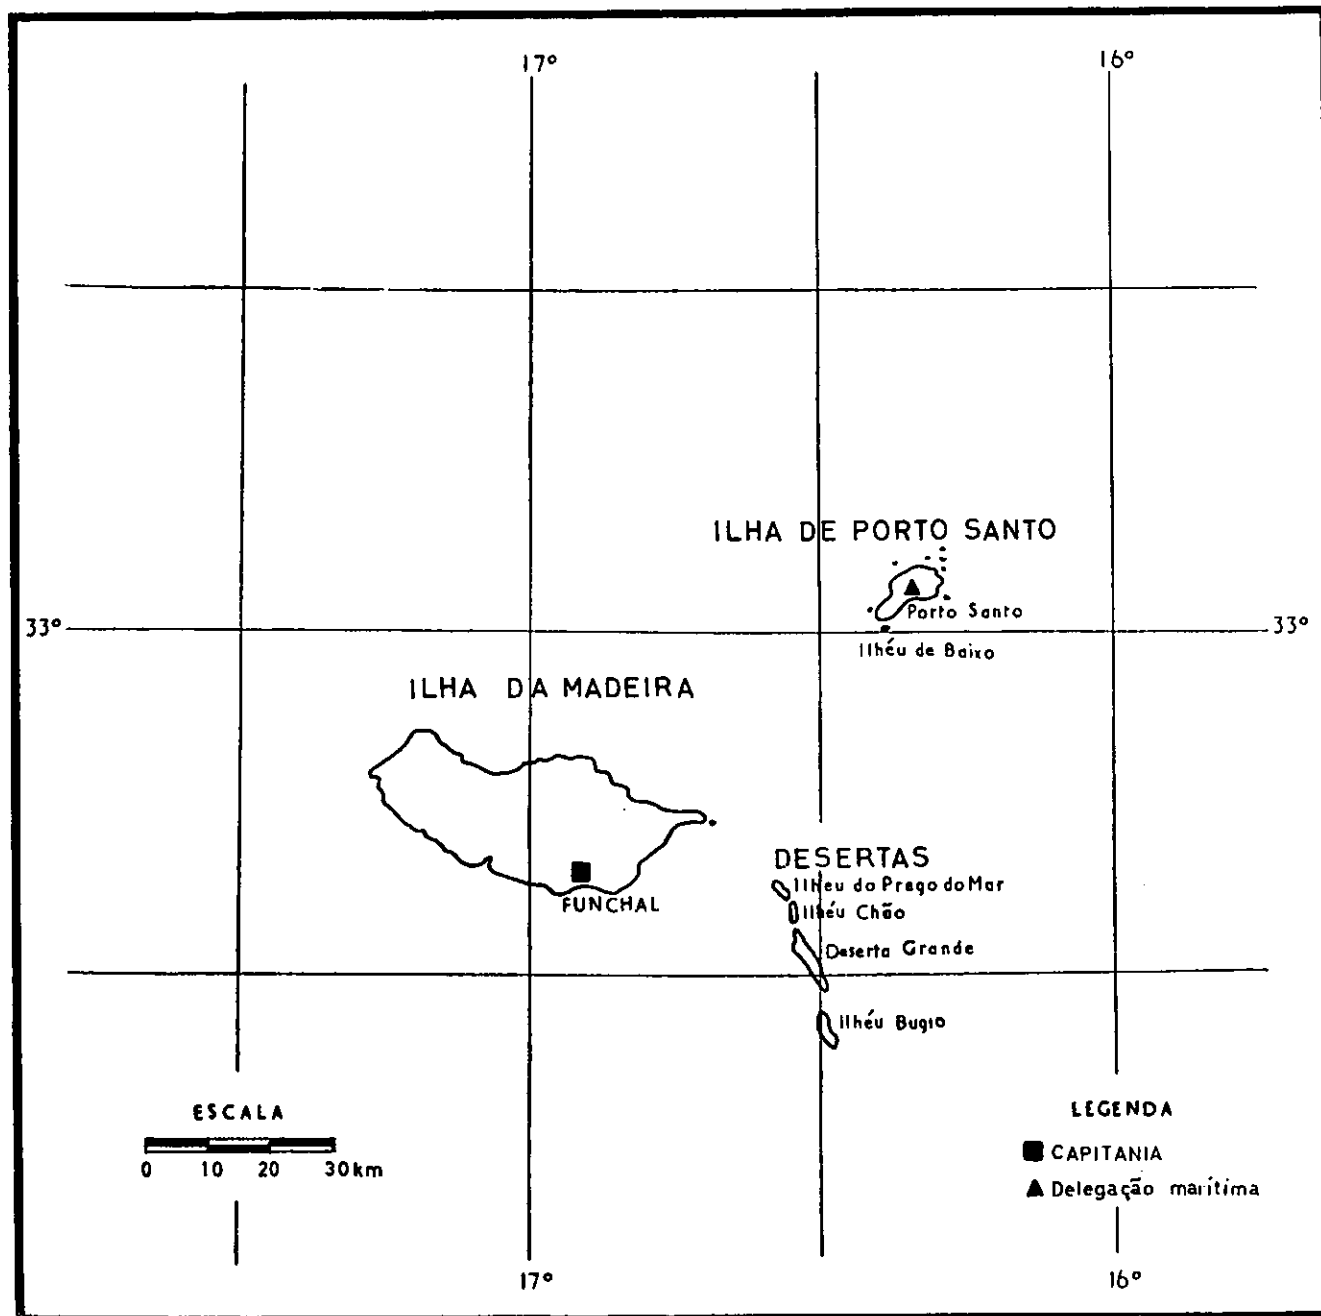 17° 16°
ILHA DE PORTO SANTO
Porto Santo
33° 33°
Ilhéu de Baixo
ILHA DA MADEIRA
DESERTAS
Ilheu do Prego do Mar
FUNCHAL
Ilhéu Chão
Deserta Grande
Ilhéu Bugio
ESCALA
0 10 20 30km
LEGENDA
CAPITANIA
Delegação marítima
17° 16°